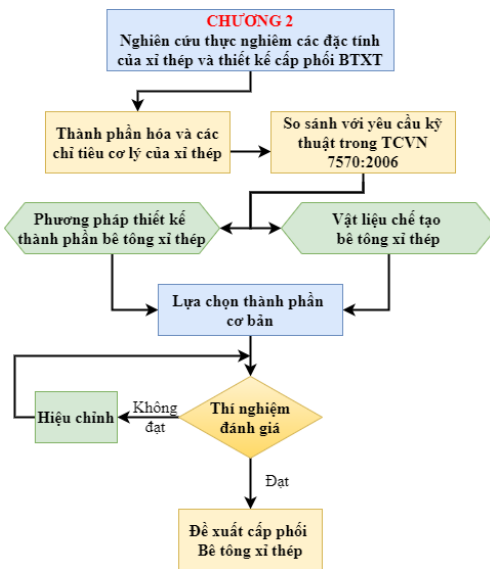 CHƯƠNG 2
Nghiên cứu thực nghiệm các đặc tính
của xỉ thép và thiết kế cấp phối BTXT
Thành phần hóa và các
chỉ tiêu cơ lý của xỉ thép
So sánh với yêu cầu kỹ
thuật trong TCVN
7570:2006
Phương pháp thiết kế
thành phần bê tông xỉ thép
Vật liệu chế tạo
bê tông xỉ thép
Lựa chọn thành phần
cơ bản
Thí nghiệm
đánh giá
Không
đạt
Hiệu chỉnh
Đạt
Đề xuất cấp phối
Bê tông xỉ thép